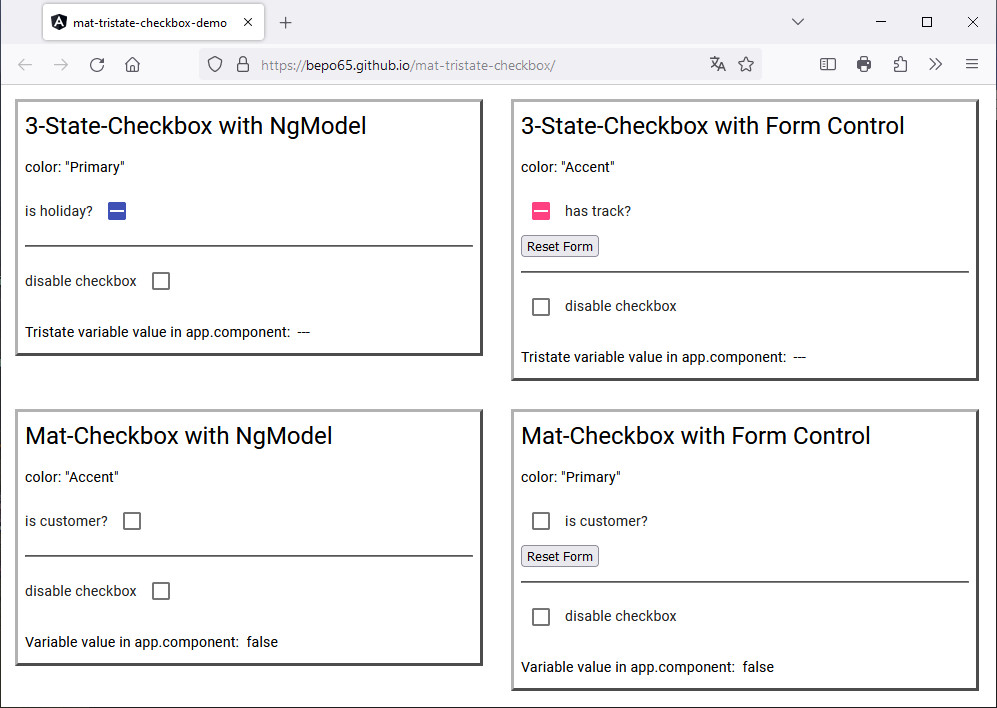 mat-tristate-checkbox-demo
https://bepo65.github.io/mat-tristate-checkbox/
3-State-Checkbox with NgModel
color: "Primary"
is holiday?
disable checkbox
Tristate variable value in app.component: ---
3-State-Checkbox with Form Control
color: "Accent"
has track?
Reset Form
disable checkbox
Tristate variable value in app.component: ---
Mat-Checkbox with NgModel
color: "Accent"
is customer?
disable checkbox
Variable value in app.component: false
Mat-Checkbox with Form Control
color: "Primary"
is customer?
Reset Form
disable checkbox
Variable value in app.component: false